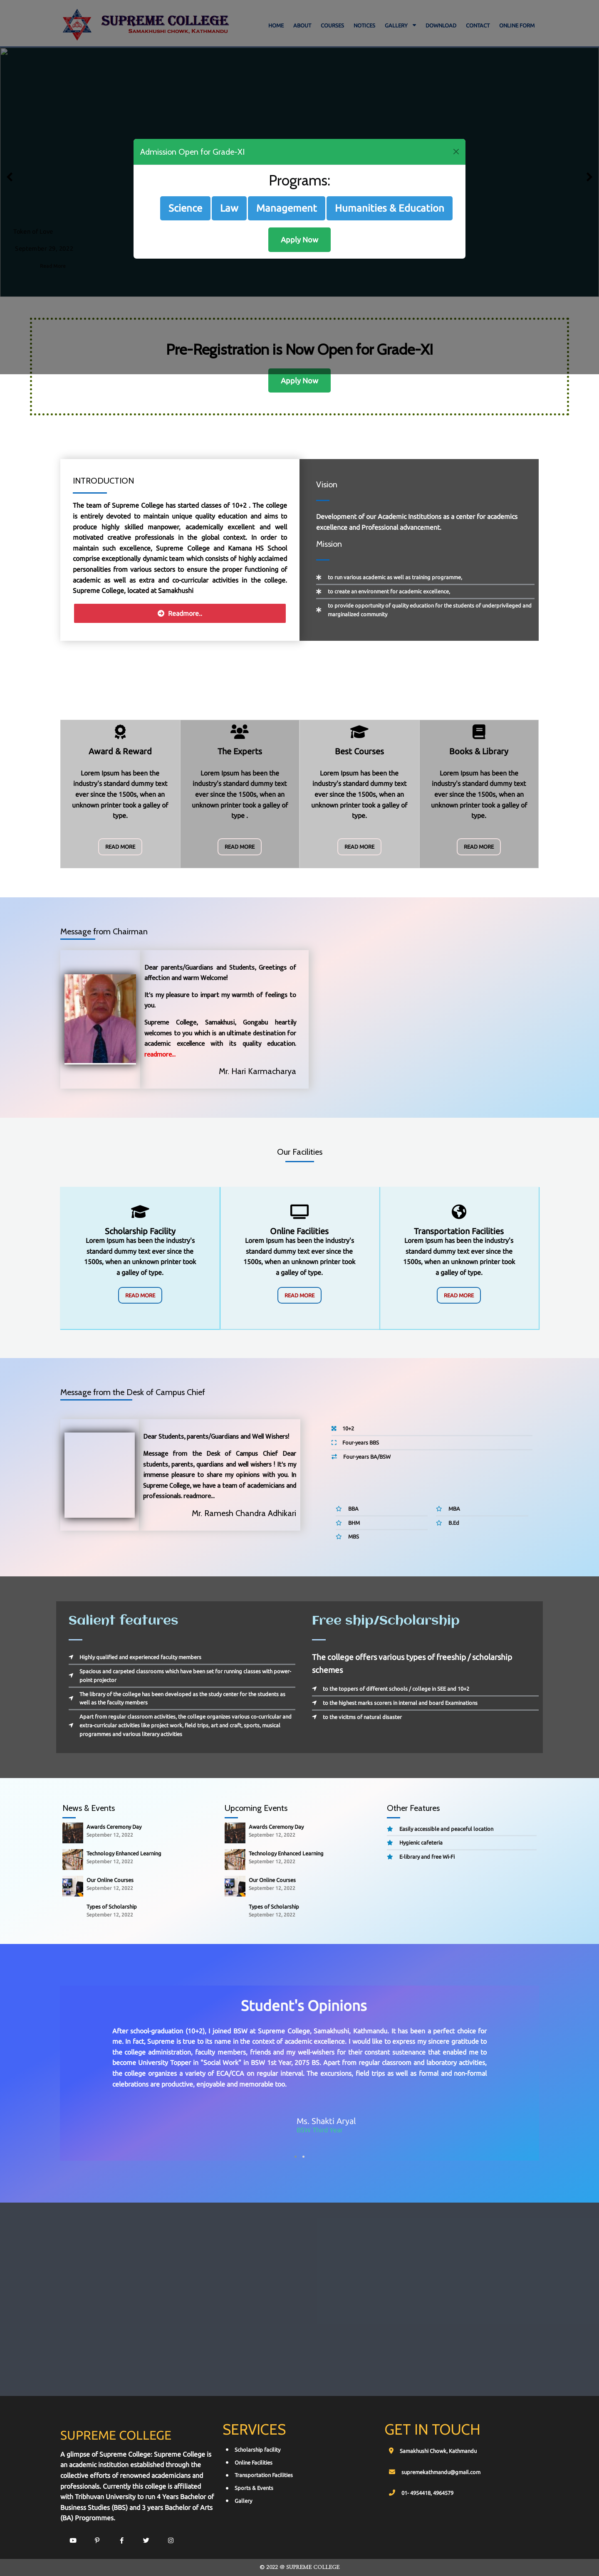 SUPREME COLLEGE
Samakhushi chowk, Kathmandu
HOME ABOUT COURSES NOTICES GALLERY DOWNLOAD CONTACT ONLINE FORM
Admission Open for Grade-XI
Programs:
Science Law Management Humanities & Education
Apply Now
Pre-Registration is Now Open for Grade-XI
Apply Now
INTRODUCTION
The team of Supreme College has started classes of 10+2 . The college
is entirely devoted to maintain unique quality education and aims to
produce highly skilled manpower, academically excellent and well
motivated creative professionals in the global context. In order to
maintain such excellence, Supreme College and Kamana HS School
comprise exceptionally dynamic team which consists of highly acclaimed
personalities from various sectors to ensure the proper functioning of
academic as well as extra and co-curricular activities in the college.
Supreme College, located at Samakhushi
Readmore..
Vision
Development of our Academic Institutions as a center for academics
excellence and Professional advancement.
Mission
to run various academic as well as training programme,
to create an environment for academic excellence,
to provide opportunity of quality education for the students of underprivileged and
marginalized community
Award & Reward
Lorem Ipsum has been the
industry's standard dummy text
ever since the 1500s, when an
unknown printer took a galley of
type.
READ MORE
The Experts
Lorem Ipsum has been the
industry's standard dummy text
ever since the 1500s, when an
unknown printer took a galley of
type .
READ MORE
Best Courses
Lorem Ipsum has been the
industry's standard dummy text
ever since the 1500s, when an
unknown printer took a galley of
type.
READ MORE
Books & Library
Lorem Ipsum has been the
industry's standard dummy text
ever since the 1500s, when an
unknown printer took a galley of
type.
READ MORE
Message from Chairman
Dear parents/Guardians and Students, Greetings of
affection and warm Welcome!
It's my pleasure to impart my warmth of feelings to
you.
Supreme College, Samakhusi, Gongabu heartily
welcomes to you which is an ultimate destination for
academic excellence with its quality education.
readmore...
Mr. Hari Karmacharya
Our Facilities
Scholarship Facility
Lorem Ipsum has been the industry's
standard dummy text ever since the
1500s, when an unknown printer took
a galley of type.
READ MORE
Online Facilities
Lorem Ipsum has been the industry's
standard dummy text ever since the
1500s, when an unknown printer took
a galley of type.
READ MORE
Transportation Facilities
Lorem Ipsum has been the industry's
standard dummy text ever since the
1500s, when an unknown printer took
a galley of type.
READ MORE
Message from the Desk of Campus Chief
Dear Students, parents/Guardians and Well Wishers!
Message from the Desk of Campus Chief Dear
Students, parents, quardians and well wishers ! It's my
immense pleasure to share my opinions with you. In
Supreme College, we have a team of academicians and
professionals. readmore...
Mr. Ramesh Chandra Adhikari
10+2
Four-years BBS
Four-years BA/BSW
BBA
BHM
MBS
MBA
B.Ed
Salient features
Highly qualified and experienced faculty members
Spacious and carpeted classrooms which have been set for running classes with power-
point projector
The library of the college has been developed as the study center for the students as
well as the faculty members
Apart from regular classroom activities, the college organizes various co-curricular and
extra-curricular activities like project work, field trips, art and craft, sports, musical
programmes and various literary activities
Free ship/Scholarship
The college offers various types of freeship / scholarship
schemes
to the toppers of different schools / college in SEE and 10+2
to the highest marks scorers in internal and board Examinations
to the vicitms of natural disaster
News & Events
Awards Ceremony Day
September 12, 2022
Technology Enhanced Learning
September 12, 2022
Our Online Courses
September 12, 2022
Types of Scholarship
September 12, 2022
Upcoming Events
Awards Ceremony Day
September 12, 2022
Technology Enhanced Learning
September 12, 2022
Our Online Courses
September 12, 2022
Types of Scholarship
September 12, 2022
Other Features
Easily accessible and peaceful location
Hygienic cafeteria
E-library and free Wi-Fi
Student's Opinions
After school-graduation (10+2), I joined BSW at Supreme College, Samakhushi, Kathmandu. It has been a perfect choice for
me. In fact, Supreme is true to its name in the context of academic excellence. I would like to express my sincere gratitude to
the college administration, faculty members, friends and my well-wishers for their constant sustenance that enabled me to
become University Topper in "Social Work" in BSW 1st Year, 2075 BS. Apart from regular classroom and laboratory activities,
the college organizes a variety of ECA/CCA on regular interval. The excursions, field trips as well as formal and non-formal
celebrations are productive, enjoyable and memorable too.
Ms. Shakti Aryal
SUPREME COLLEGE
A glimpse of Supreme College: Supreme College is
an academic institution established through the
collective efforts of renowned academicians and
professionals. Currently this college is affiliated
with Tribhuvan University to run 4 Years Bachelor of
Business Studies (BBS) and 3 years Bachelor of Arts
(BA) Programmes.
SERVICES
Scholarship facility
Online Facilities
Transportation Facilities
Sports & Events
Gallery
GET IN TOUCH
Samakhushi Chowk, Kathmandu
supremekathmandu@gmail.com
01- 4954418, 4964579
© 2022 @ SUPREME COLLEGE